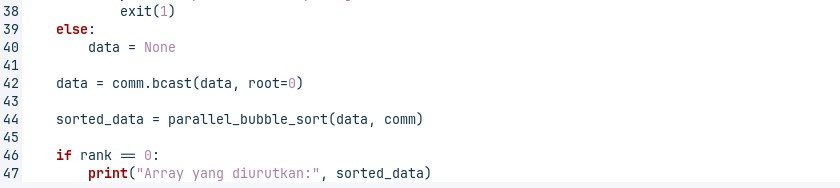 38 exit(1)
39 else:
40 data = None
41
42 data = comm.bcast(data, root=0)
43
44 sorted_data = parallel_bubble_sort(data, comm)
45
46 if rank == 0:
47 print("Array yang diurutkan:", sorted_data)